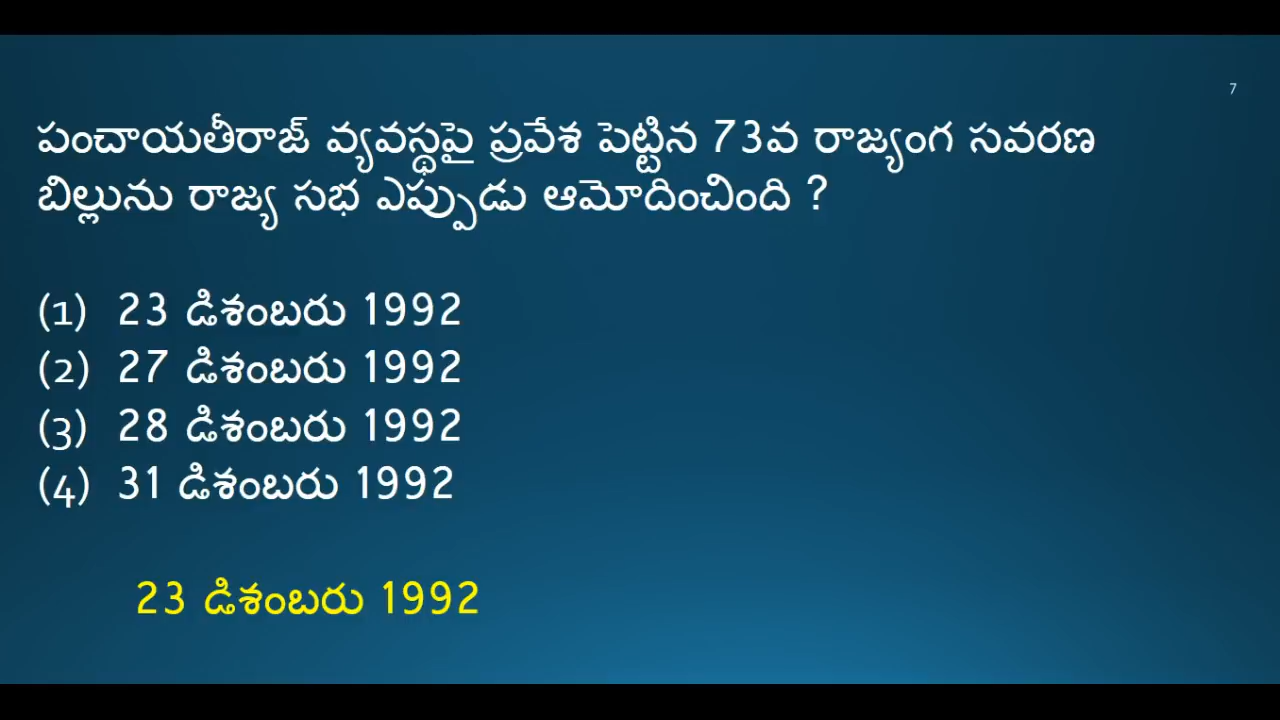 7
పంచాయతీరాజ్ వ్యవస్థపై ప్రవేశ పెట్టిన 73వ రాజ్యంగ సవరణ
బిల్లును రాజ్య సభ ఎప్పుడు ఆమోదించింది ?
(1) 23 డిశంబరు 1992
(2) 27 డిశంబరు 1992
(3) 28 డిశంబరు 1992
(4) 31 డిశంబరు 1992
23 డిశంబరు 1992